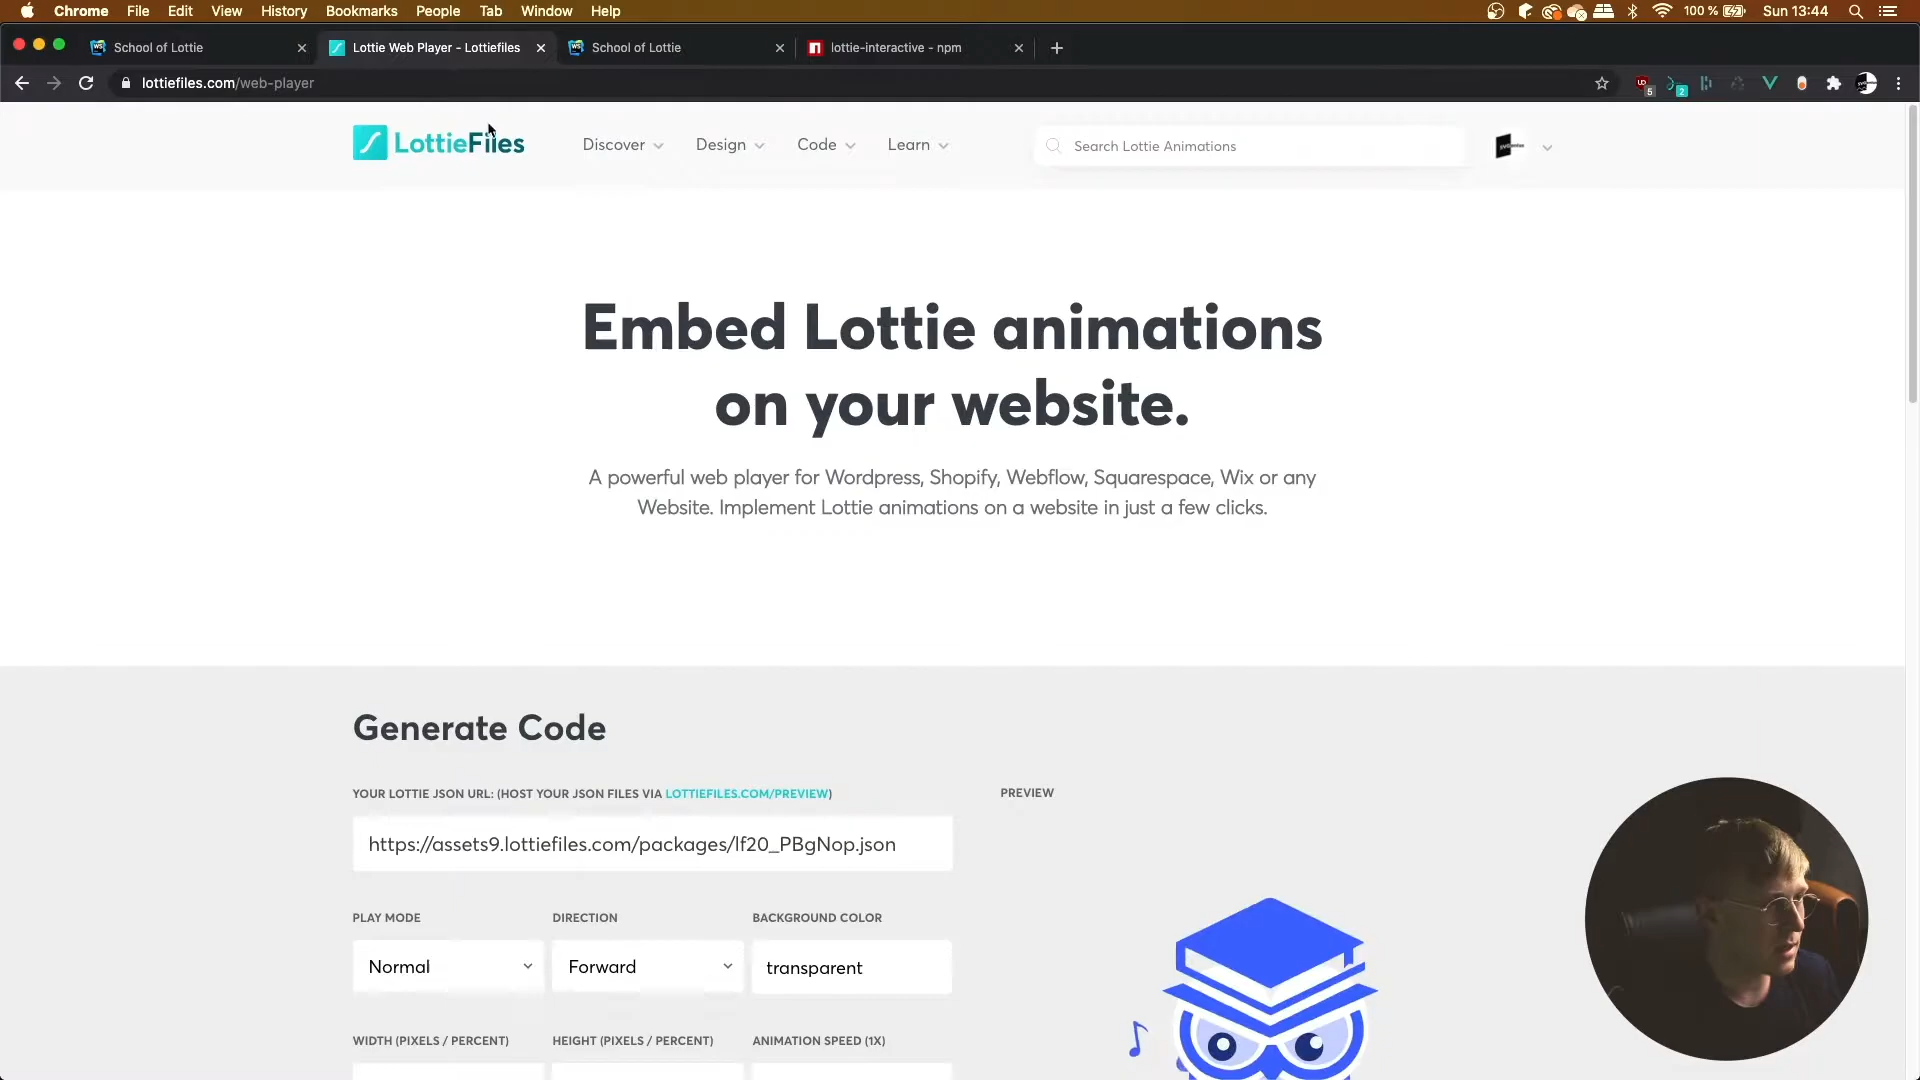 Chrome File Edit View History Bookmarks People Tab Window Help 100 % Sun 13:44
School of Lottie Lottie Web Player - Lottiefiles School of Lottie lottie-interactive - npm
lottiefiles.com/web-player
LottieFiles Discover Design Code Learn Search Lottie Animations
Embed Lottie animations
on your website.
A powerful web player for Wordpress, Shopify, Webflow, Squarespace, Wix or any
Website. Implement Lottie animations on a website in just a few clicks.
Generate Code
YOUR LOTTIE JSON URL: (HOST YOUR JSON FILES VIA LOTTIEFILES.COM/PREVIEW) PREVIEW
https://assets9.lottiefiles.com/packages/lf20_PBgNop.json
PLAY MODE DIRECTION BACKGROUND COLOR
Normal Forward transparent
WIDTH (PIXELS / PERCENT) HEIGHT (PIXELS / PERCENT) ANIMATION SPEED (1X)